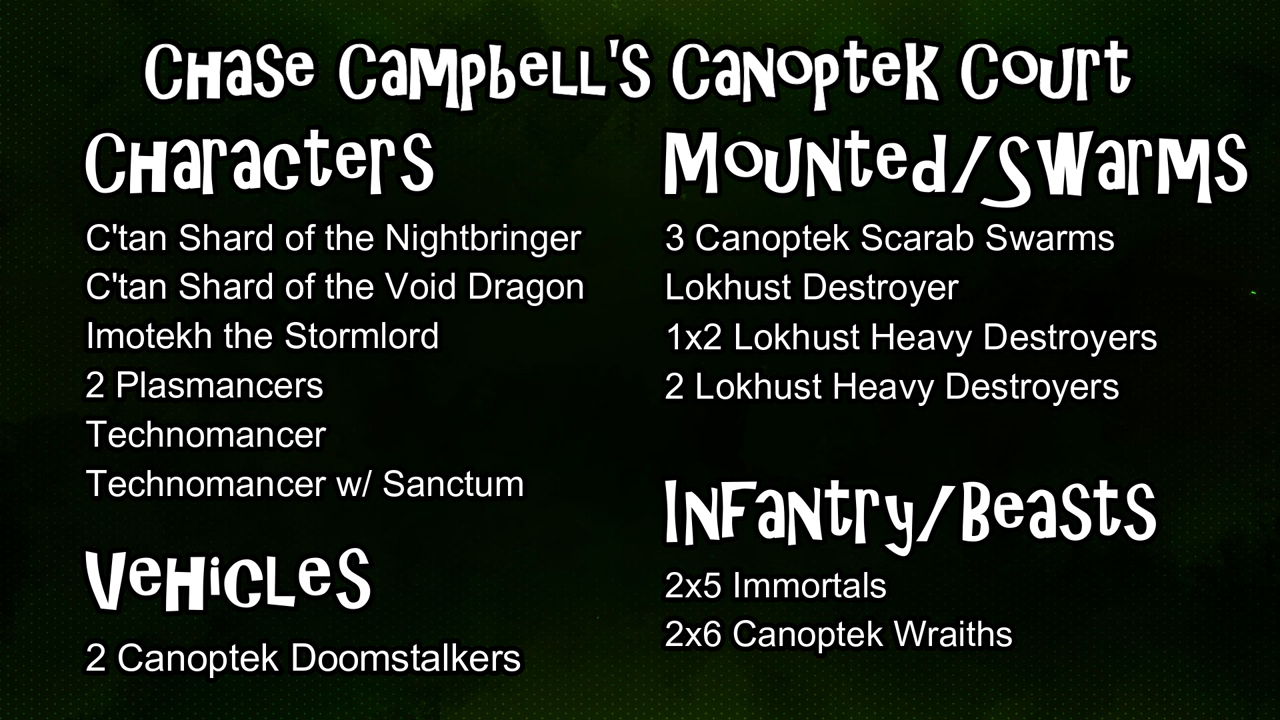 Chase Campbell's Canoptek Court
Characters
C'tan Shard of the Nightbringer
C'tan Shard of the Void Dragon
Imotekh the Stormlord
2 Plasmancers
Technomancer
Technomancer w/ Sanctum
Vehicles
2 Canoptek Doomstalkers
Mounted/Swarms
3 Canoptek Scarab Swarms
Lokhust Destroyer
1x2 Lokhust Heavy Destroyers
2 Lokhust Heavy Destroyers
Infantry/Beasts
2x5 Immortals
2x6 Canoptek Wraiths